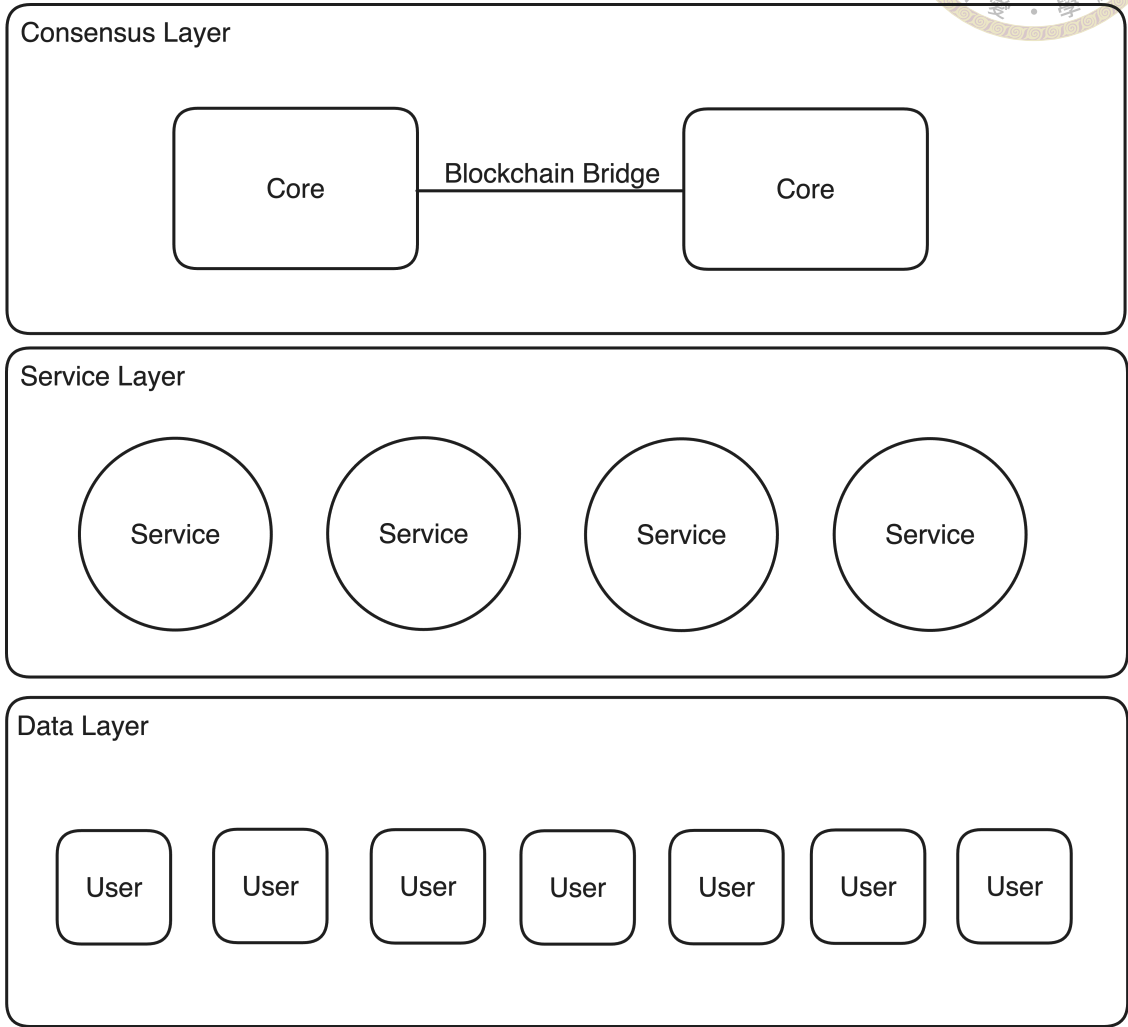 Consensus Layer
Core
Blockchain Bridge
Core
Service Layer
Service
Service
Service
Service
Data Layer
User
User
User
User
User
User
User